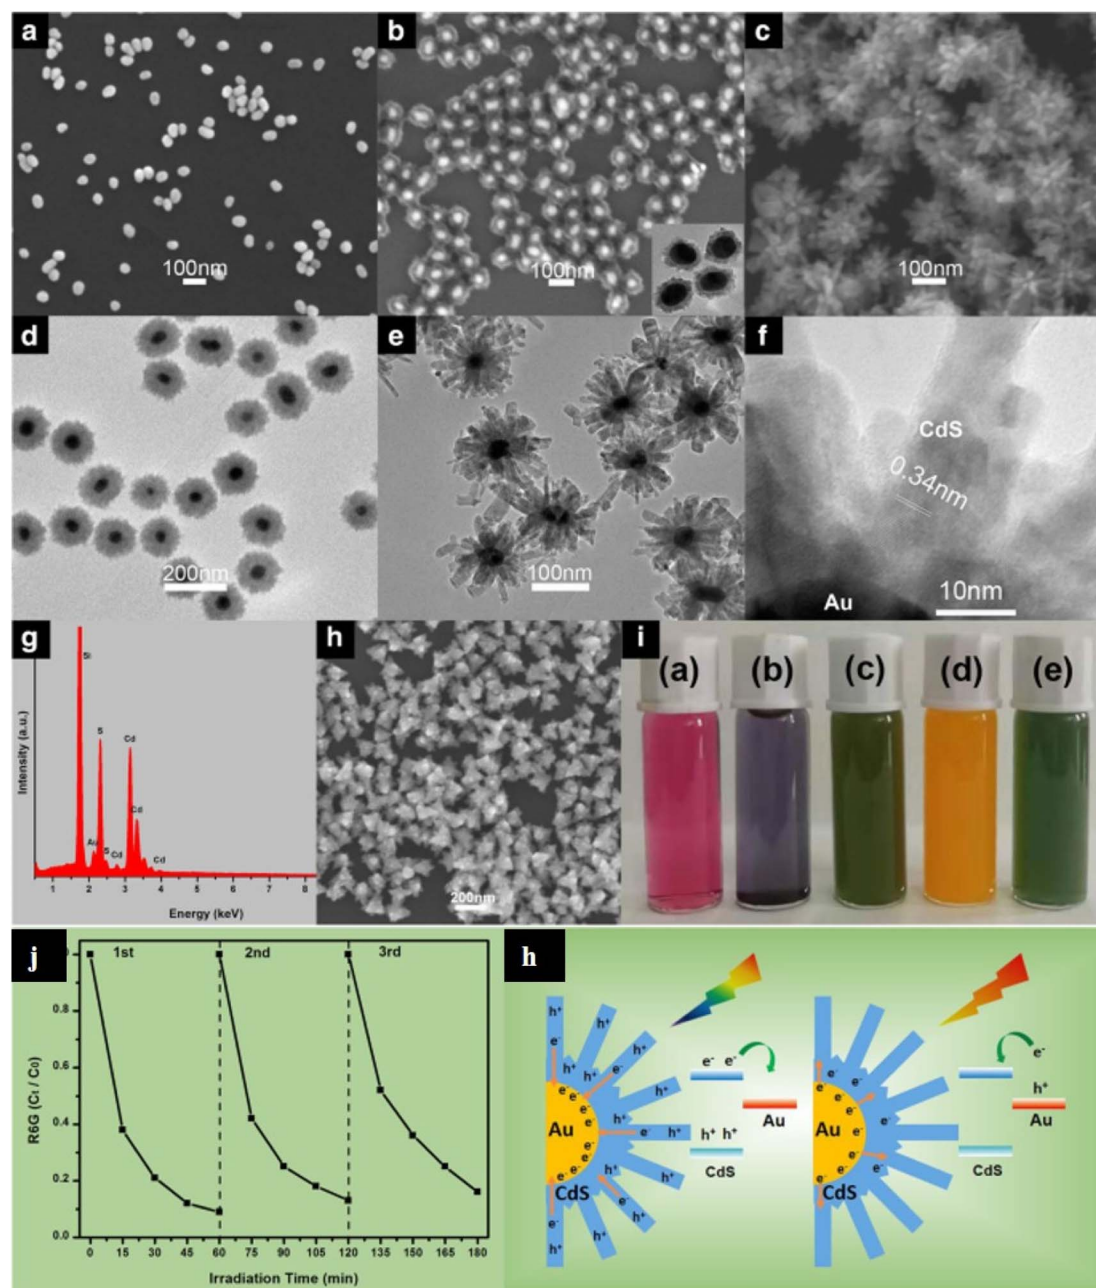 a
100nm
b
100nm
c
100nm
d
200nm
e
100nm
f
CdS
0.34nm
Au
10nm
g
Intensity (a.u.)
Si
S
Cd
Cd
Au
S
Cd
Cd
1 2 3 4 5 6 7 8
Energy (keV)
h
200nm
i
(a) (b) (c) (d) (e)
j
1st 2nd 3rd
R6G (Ct / C0)
0.8
0.6
0.4
0.2
0.0
0 15 30 45 60 75 90 105 120 135 150 165 180
Irradiation Time (min)
h
h+ h+ h+ h+ h+ h+ h+ h+ h+ h+ h+ h+
e- e- e- e- e- e- e- e- e- e- e- e-
Au
CdS
e- e-
Au
h+ h+
CdS
e- e- e- e- e- e- e- e-
Au
CdS
e-
h+
Au
CdS